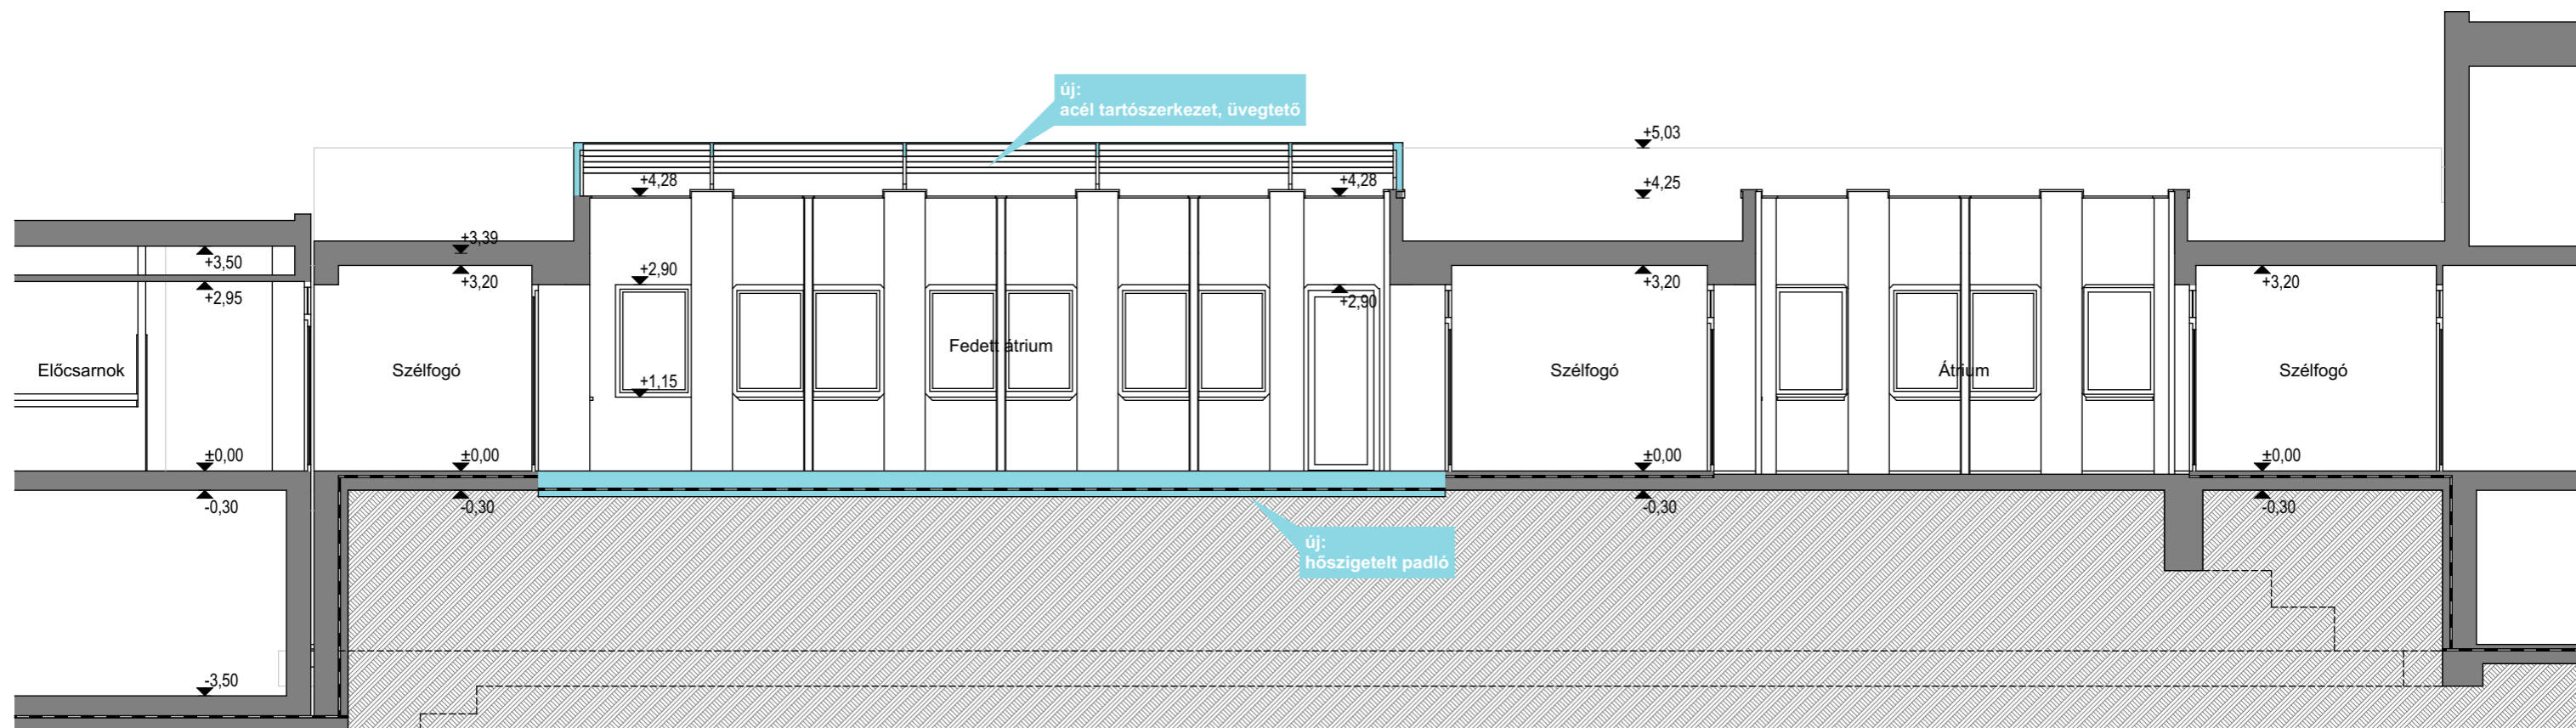 új:
acél tartószerkezet, üvegtető
+5,03
+4,28
+4,28
+4,25
+3,39
+3,50
+3,20
+2,95
+2,90
+2,90
+3,20
+3,20
Fedett átrium
Előcsarnok
Szélfogó
Szélfogó
Átrium
Szélfogó
+1,15
±0,00
±0,00
±0,00
±0,00
-0,30
-0,30
-0,30
-0,30
új:
hőszigetelt padló
-3,50